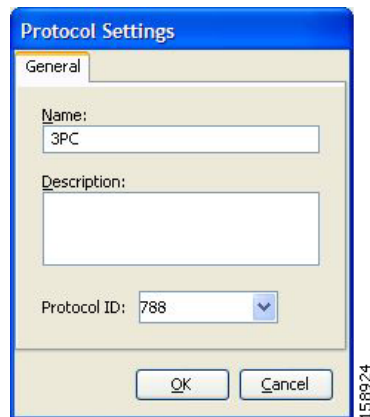 Protocol Settings
General
Name:
3PC
Description:
Protocol ID: 788
OK Cancel
158924